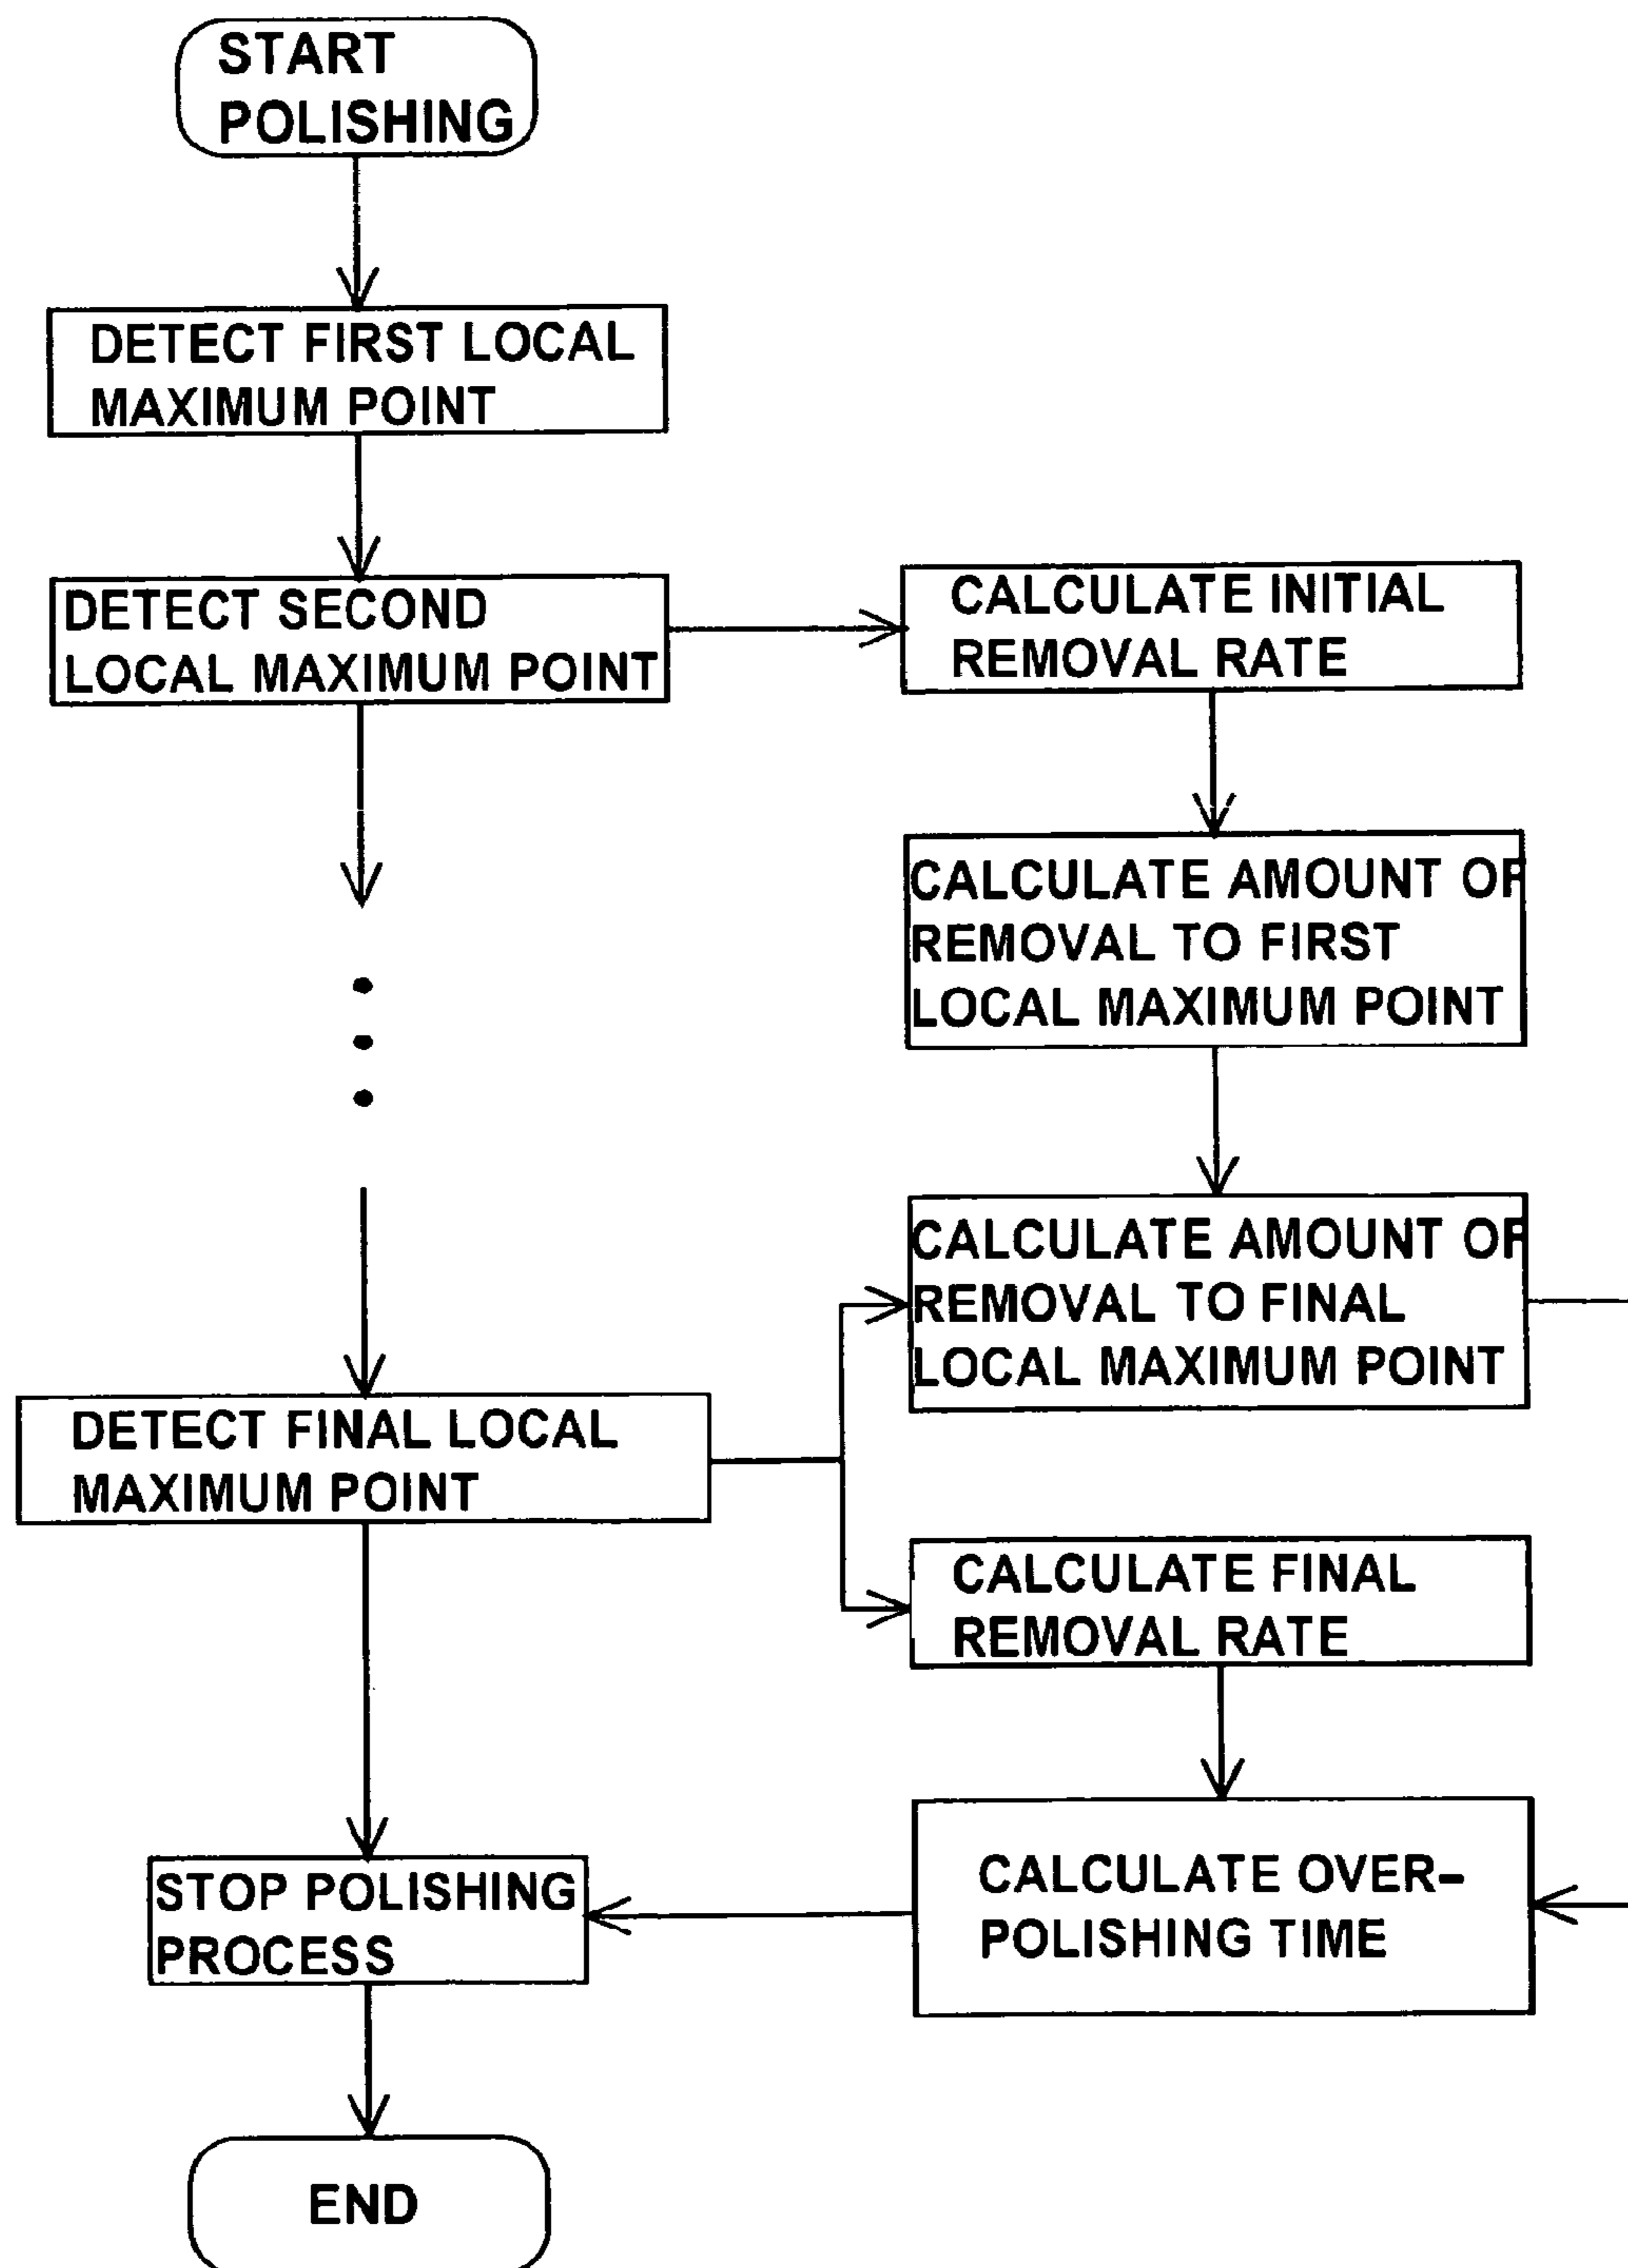 START
POLISHING
DETECT FIRST LOCAL
MAXIMUM POINT
DETECT SECOND
LOCAL MAXIMUM POINT
CALCULATE INITIAL
REMOVAL RATE
CALCULATE AMOUNT OF
REMOVAL TO FIRST
LOCAL MAXIMUM POINT
CALCULATE AMOUNT OF
REMOVAL TO FINAL
LOCAL MAXIMUM POINT
DETECT FINAL LOCAL
MAXIMUM POINT
CALCULATE FINAL
REMOVAL RATE
CALCULATE OVER-
POLISHING TIME
STOP POLISHING
PROCESS
END